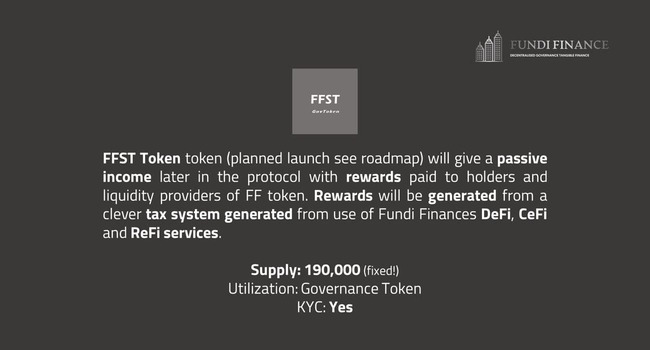 FUNDI FINANCE
DECENTRALISED GOVERNANCE TANGIBLE FINANCE
FFST
GovToken
FFST Token token (planned launch see roadmap) will give a passive
income later in the protocol with rewards paid to holders and
liquidity providers of FF token. Rewards will be generated from a
clever tax system generated from use of Fundi Finances DeFi, CeFi
and ReFi services.
Supply: 190,000 (fixed!)
Utilization: Governance Token
KYC: Yes